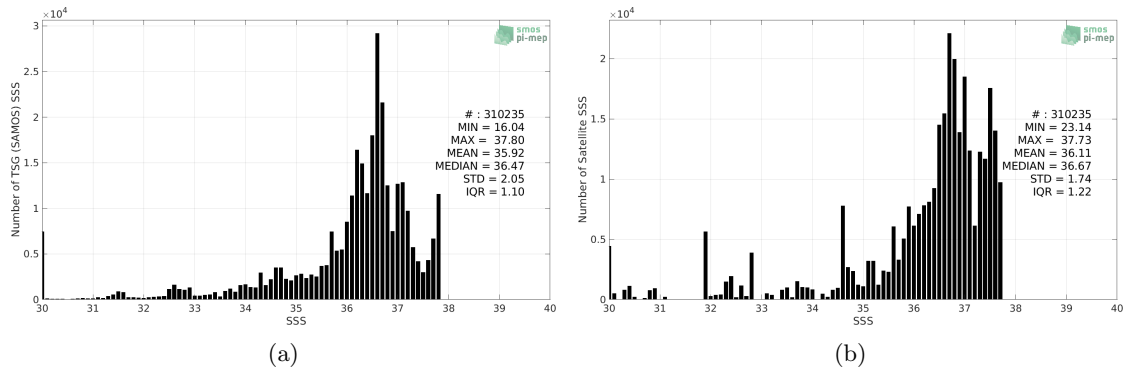 ×10⁴
3
2.5
2
1.5
1
0.5
0
Number of TSG (SAMOS) SSS
smos
pi-mep
# : 310235
MIN = 16.04
MAX = 37.80
MEAN = 35.92
MEDIAN = 36.47
STD = 2.05
IQR = 1.10
30 31 32 33 34 35 36 37 38 39 40
SSS
(a)
×10⁴
2
1.5
1
0.5
0
Number of Satellite SSS
smos
pi-mep
# : 310235
MIN = 23.14
MAX = 37.73
MEAN = 36.11
MEDIAN = 36.67
STD = 1.74
IQR = 1.22
30 31 32 33 34 35 36 37 38 39 40
SSS
(b)